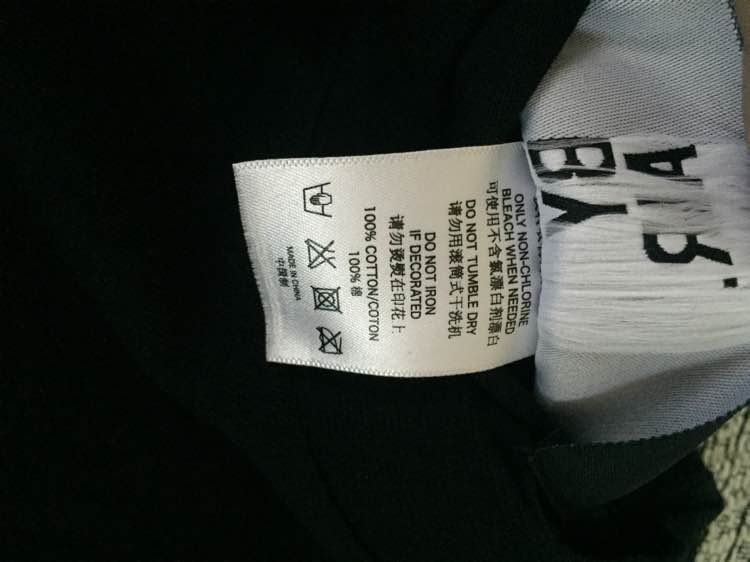 ONLY NON-CHLORINE
BLEACH WHEN NEEDED
可使用不含氯漂白剂漂白
DO NOT TUMBLE DRY
请勿用滚筒式干洗机
DO NOT IRON
IF DECORATED
请勿烫熨在印花上
100% COTTON/COTON
100% 棉
MADE IN CHINA
中国制